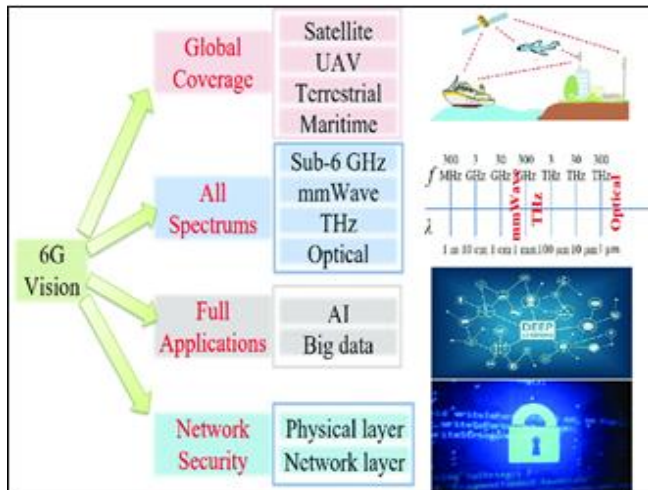 6G
Vision
Global
Coverage
Satellite
UAV
Terrestrial
Maritime
All
Spectrums
Sub-6 GHz
mmWave
THz
Optical
Full
Applications
AI
Big data
Network
Security
Physical layer
Network layer
300 3 30 300 3 30 300
f MHz GHz GHz GHz THz THz THz
mmWave
THz
Optical
λ
1 m 10 cm 1 cm 1 mm 100 μm 10 μm 1 μm
DEEP